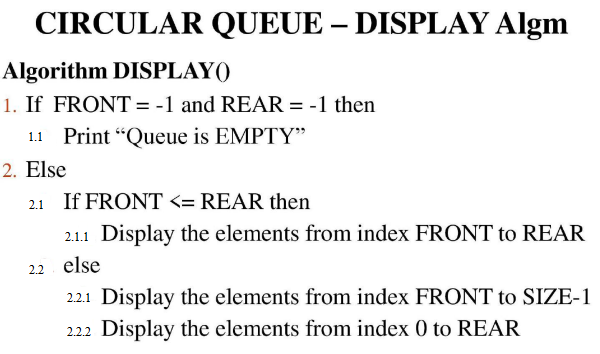 CIRCULAR QUEUE – DISPLAY Algm
Algorithm DISPLAY()
1. If FRONT = -1 and REAR = -1 then
1.1 Print “Queue is EMPTY”
2. Else
2.1 If FRONT <= REAR then
2.1.1 Display the elements from index FRONT to REAR
2.2 else
2.2.1 Display the elements from index FRONT to SIZE-1
2.2.2 Display the elements from index 0 to REAR